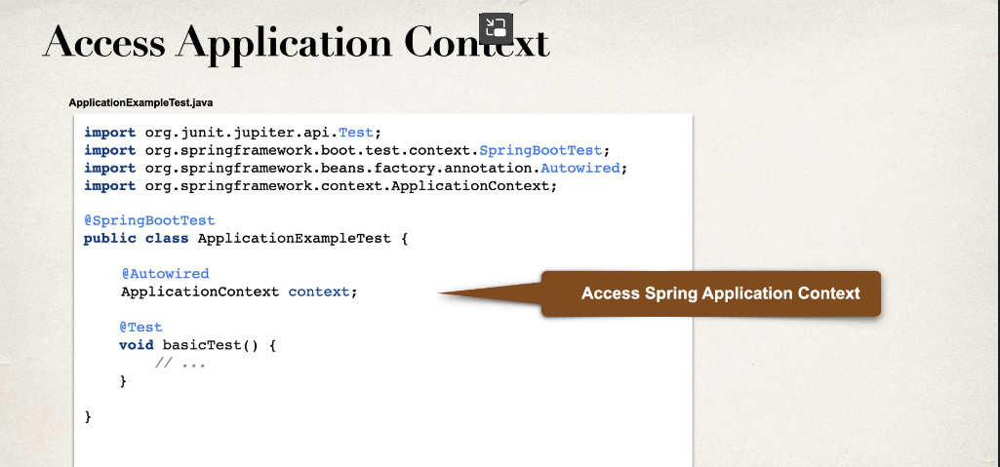 Access Application Context
ApplicationExampleTest.java
import org.junit.jupiter.api.Test;
import org.springframework.boot.test.context.SpringBootTest;
import org.springframework.beans.factory.annotation.Autowired;
import org.springframework.context.ApplicationContext;
@SpringBootTest
public class ApplicationExampleTest {
@Autowired
ApplicationContext context;
Access Spring Application Context
@Test
void basicTest() {
// ...
}
}